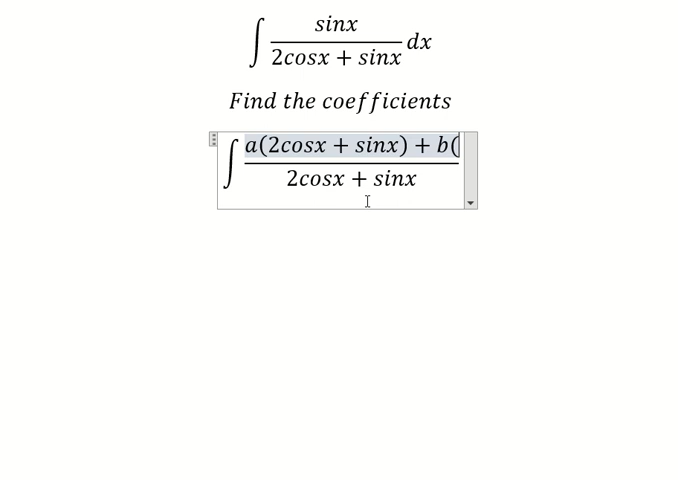 ∫ sinx / (2cosx + sinx) dx
Find the coefficients
∫ a(2cosx + sinx) + b( / 2cosx + sinx